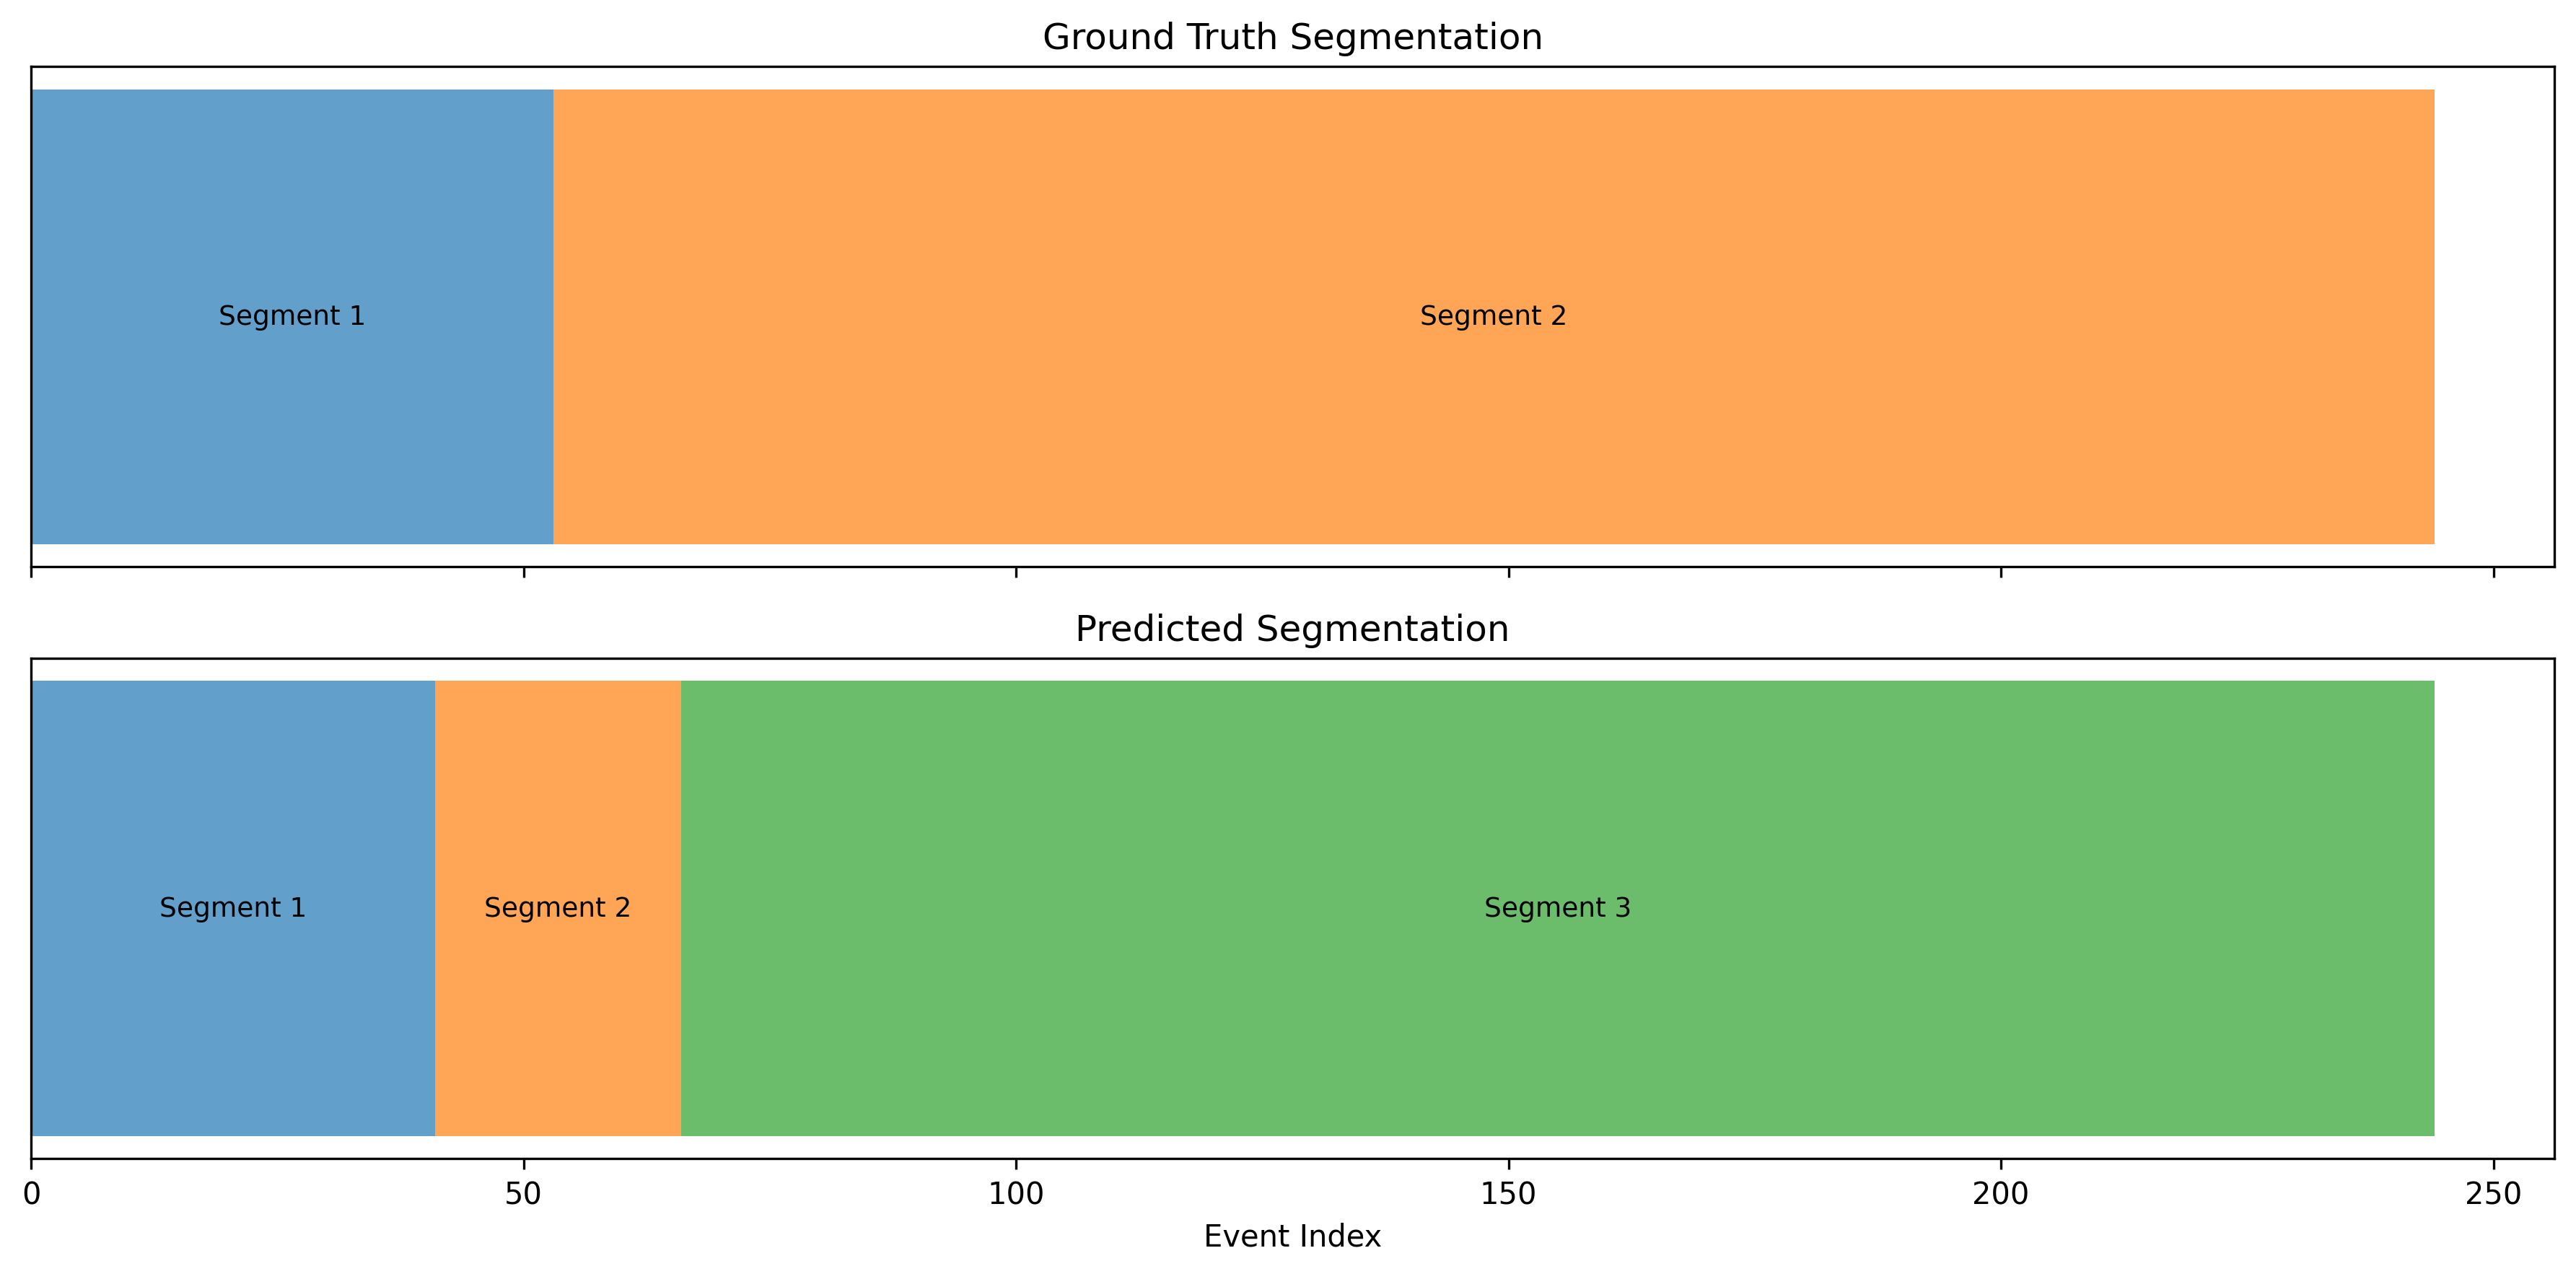 Ground Truth Segmentation
Segment 1
Segment 2
Predicted Segmentation
Segment 1
Segment 2
Segment 3
0 50 100 150 200 250
Event Index